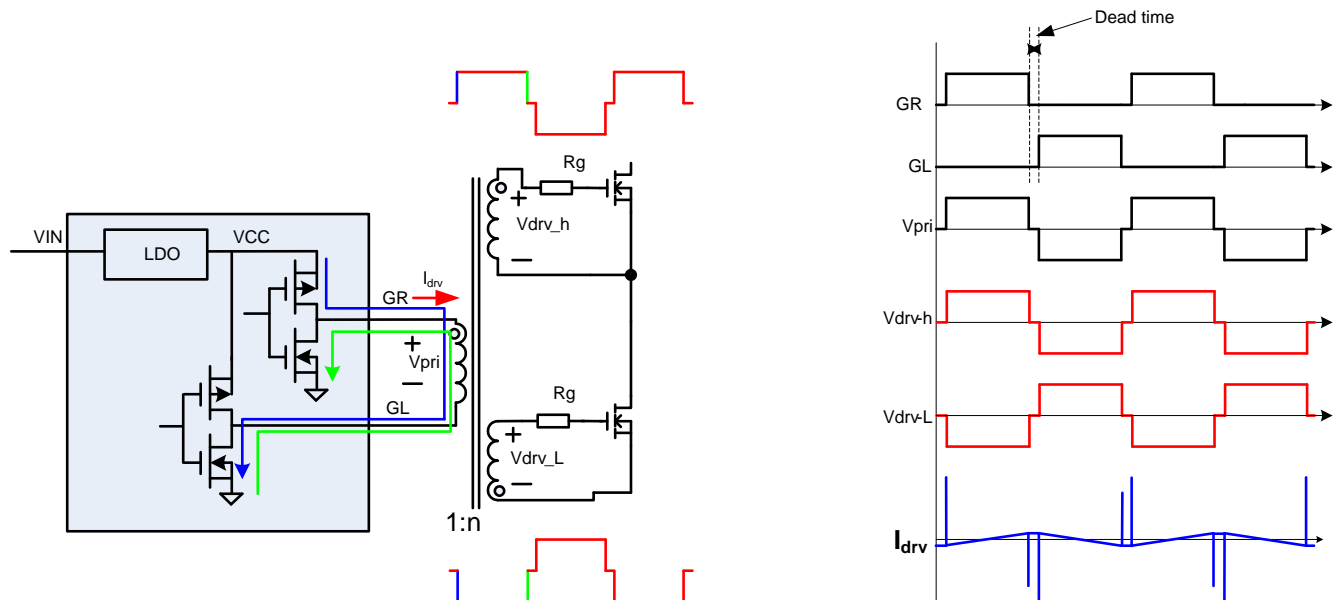 Dead time
GR
GL
Vpri
Vdrv-h
Vdrv-L
Idrv
Rg
Vdrv_h
VIN
LDO
VCC
GR
Idrv
Vpri
GL
Rg
Vdrv_L
1:n